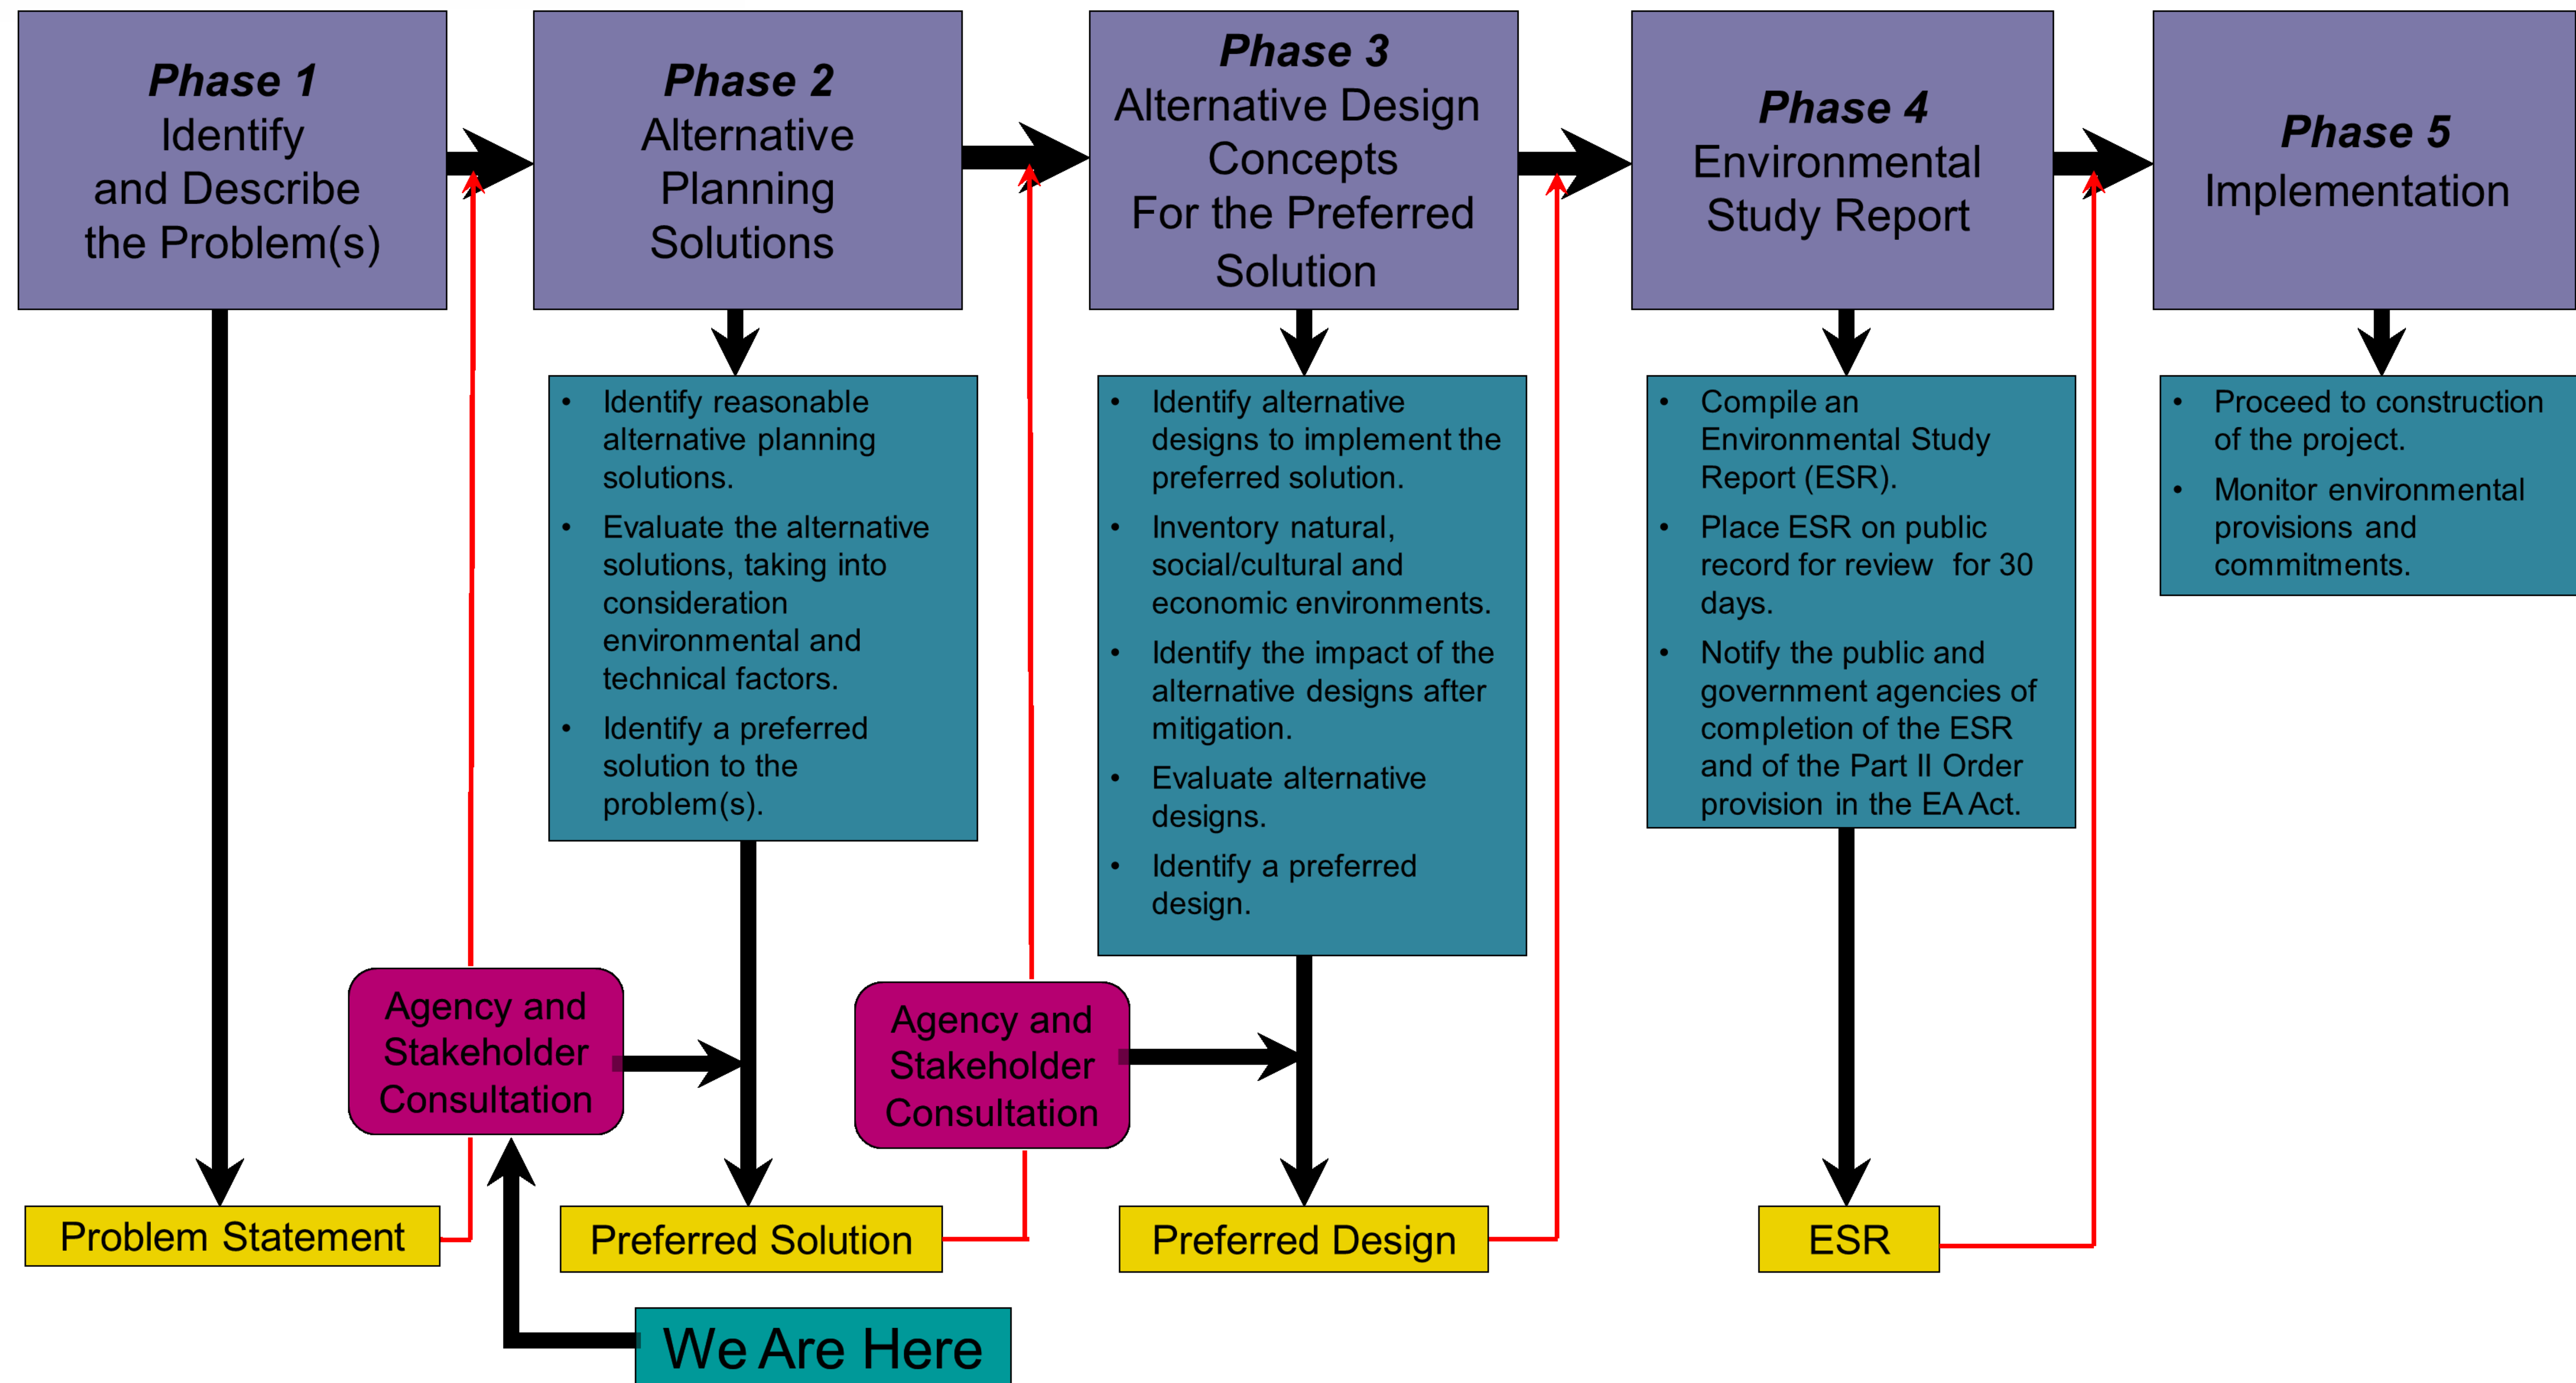 Phase 1
Identify
and Describe
the Problem(s)
Phase 2
Alternative
Planning
Solutions
Phase 3
Alternative Design
Concepts
For the Preferred
Solution
Phase 4
Environmental
Study Report
Phase 5
Implementation
• Identify reasonable
alternative planning
solutions.
• Evaluate the alternative
solutions, taking into
consideration
environmental and
technical factors.
• Identify a preferred
solution to the
problem(s).
• Identify alternative
designs to implement the
preferred solution.
• Inventory natural,
social/cultural and
economic environments.
• Identify the impact of the
alternative designs after
mitigation.
• Evaluate alternative
designs.
• Identify a preferred
design.
• Compile an
Environmental Study
Report (ESR).
• Place ESR on public
record for review for 30
days.
• Notify the public and
government agencies of
completion of the ESR
and of the Part II Order
provision in the EA Act.
• Proceed to construction
of the project.
• Monitor environmental
provisions and
commitments.
Agency and
Stakeholder
Consultation
Agency and
Stakeholder
Consultation
Problem Statement
Preferred Solution
Preferred Design
ESR
We Are Here